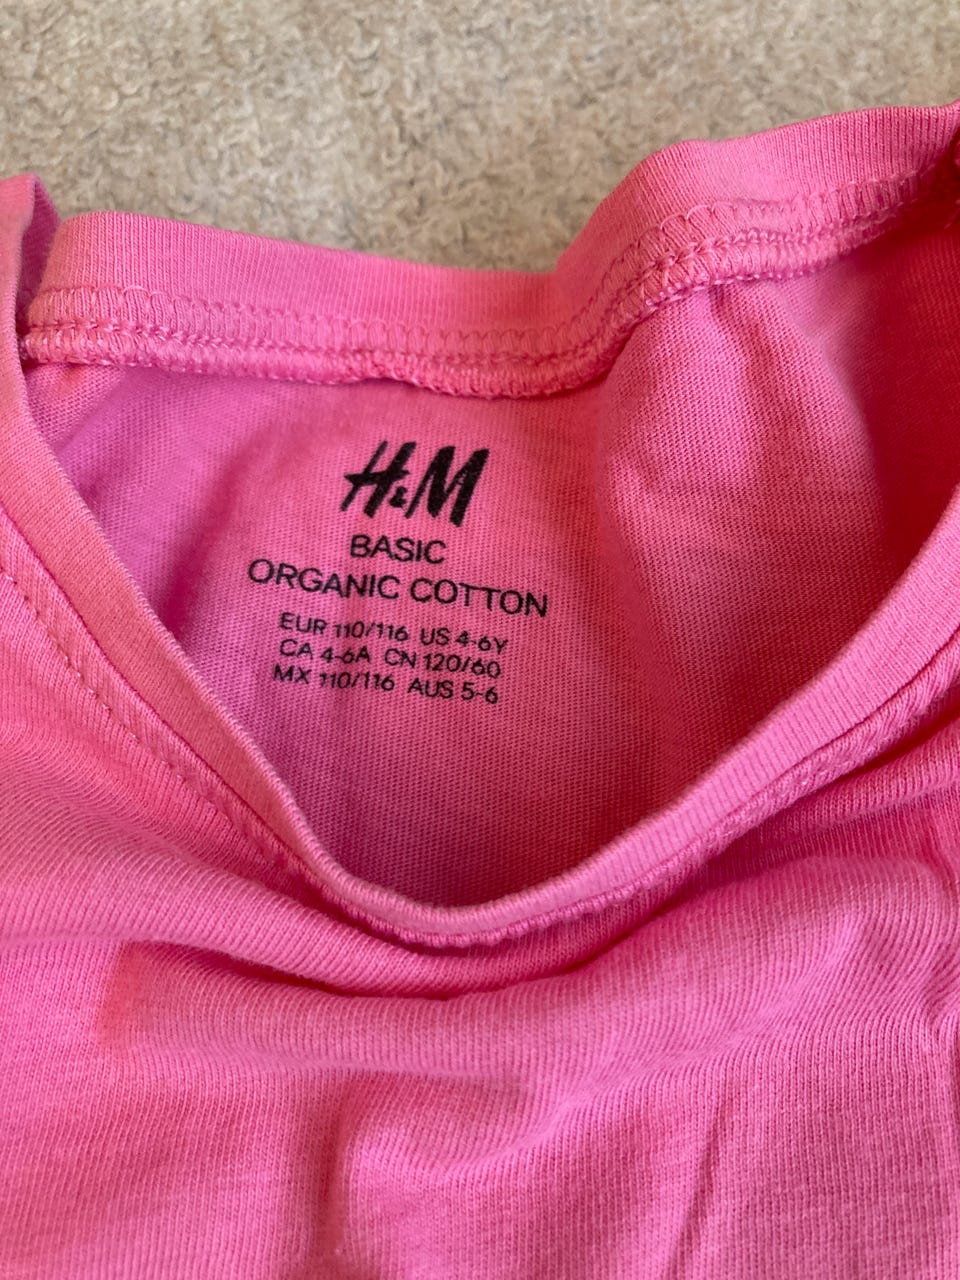 H&M
BASIC
ORGANIC COTTON
EUR 110/116 US 4-6Y
CA 4-6A CN 120/60
MX 110/116 AUS 5-6